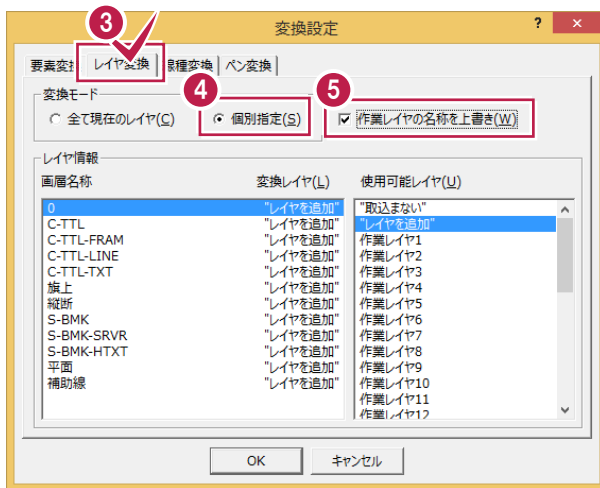 変換設定
? ×
3
要素変 レイヤ変換 線種変換 ペン変換
4
5
変換モード
全て現在のレイヤ(C) 個別指定(S) 作業レイヤの名称を上書き(W)
レイヤ情報
画層名称 変換レイヤ(L) 使用可能レイヤ(U)
0 "レイヤを追加" "取込まない"
C-TTL "レイヤを追加" "レイヤを追加"
C-TTL-FRAM "レイヤを追加" 作業レイヤ1
C-TTL-LINE "レイヤを追加" 作業レイヤ2
C-TTL-TXT "レイヤを追加" 作業レイヤ3
旗上 "レイヤを追加" 作業レイヤ4
縦断 "レイヤを追加" 作業レイヤ5
S-BMK "レイヤを追加" 作業レイヤ6
S-BMK-SRVR "レイヤを追加" 作業レイヤ7
S-BMK-HTXT "レイヤを追加" 作業レイヤ8
平面 "レイヤを追加" 作業レイヤ9
補助線 "レイヤを追加" 作業レイヤ10
作業レイヤ11
作業レイヤ12
OK キャンセル